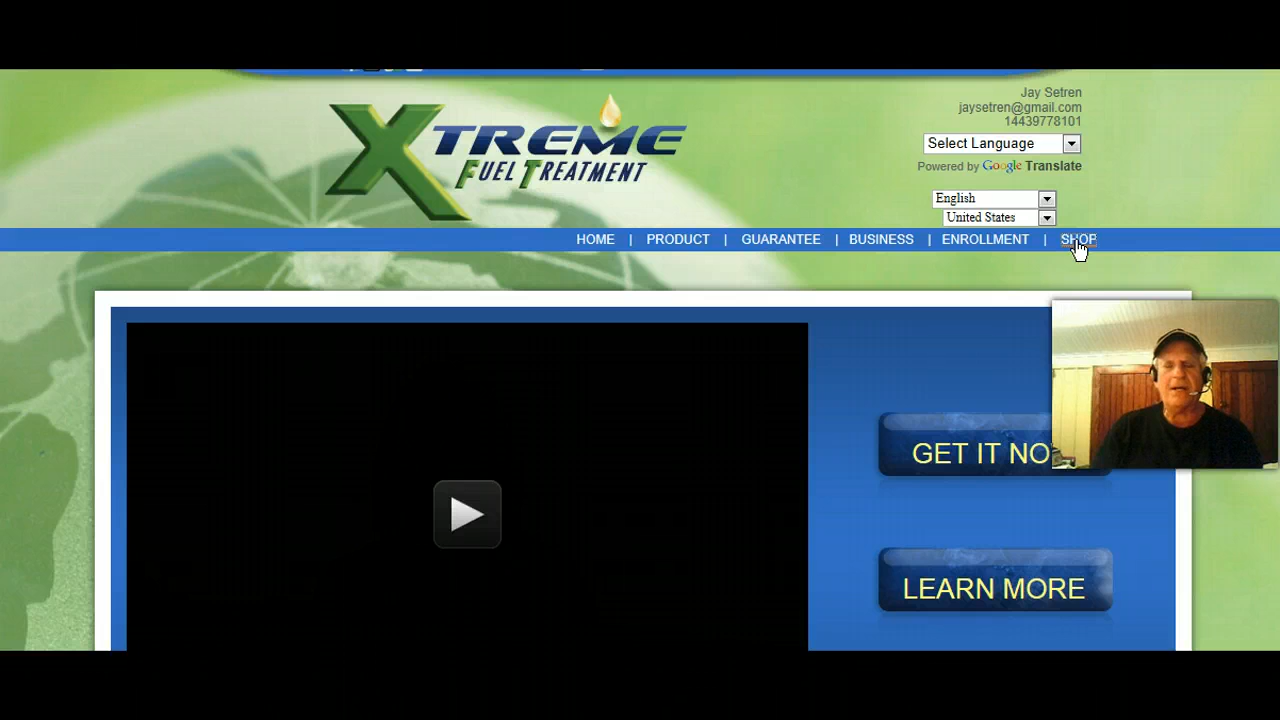 XTREME
FUEL TREATMENT
Jay Setren
jaysetren@gmail.com
14439778101
Select Language
Powered by Google Translate
English
United States
HOME | PRODUCT | GUARANTEE | BUSINESS | ENROLLMENT | SHOP
GET IT NO
LEARN MORE